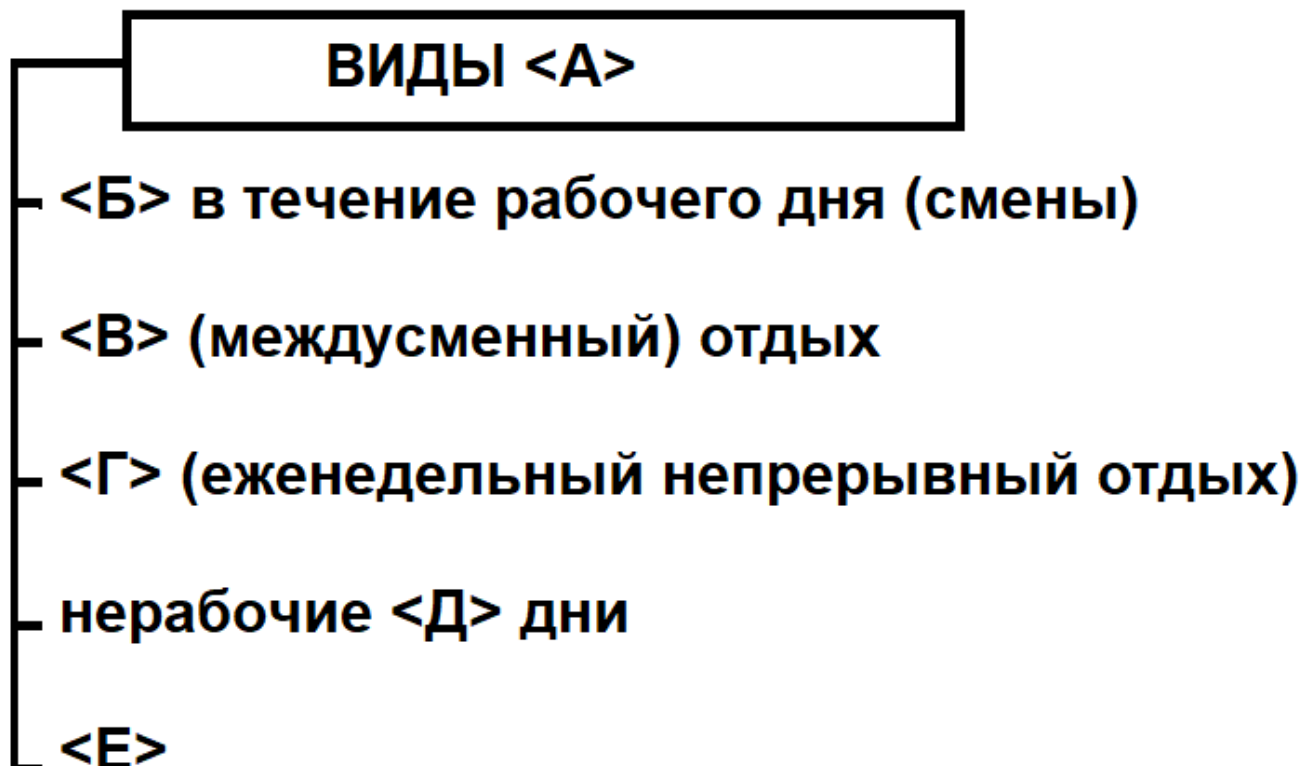 ВИДЫ <А>
<Б> в течение рабочего дня (смены)
<В> (междусменный) отдых
<Г> (еженедельный непрерывный отдых)
нерабочие <Д> дни
<Е>